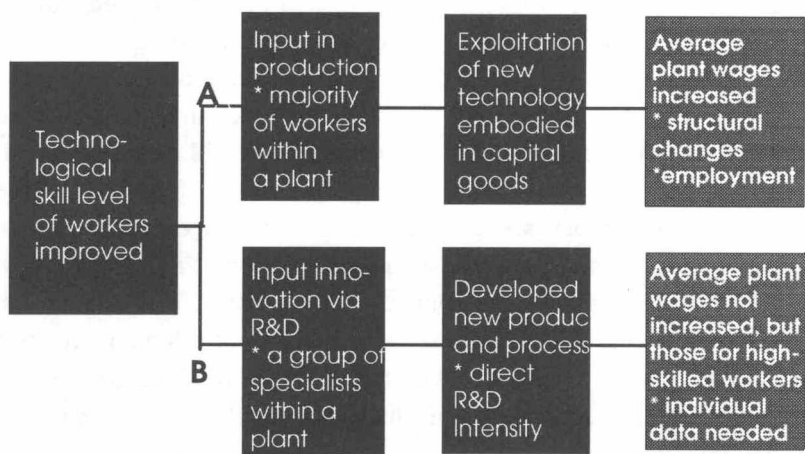 Techno-
logical
skill level
of workers
improved
A
Input in
production
* majority
of workers
within
a plant
Exploitation
of new
technology
embodied
in capital
goods
Average
plant wages
increased
* structural
changes
*employment
B
Input inno-
vation via
R&D
* a group of
specialists
within a
plant
Developed
new produc
and process
* direct
R&D
Intensity
Average plant
wages not
increased, but
those for high-
skilled workers
* individual
data needed